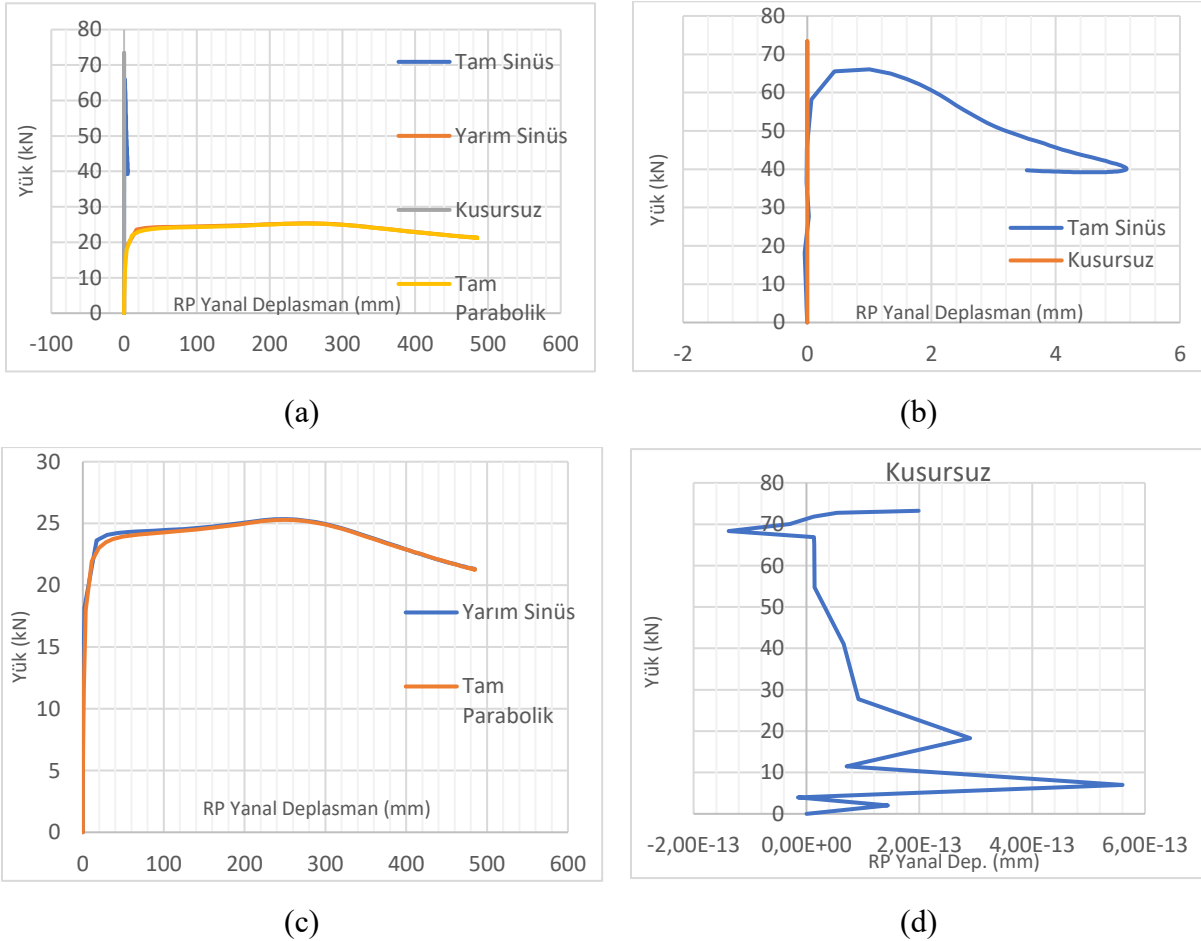 80
70
60
50
40
30
20
10
0
Yük (kN)
Tam Sinüs
Yarım Sinüs
Kusursuz
Tam
Parabolik
RP Yanal Deplasman (mm)
-100 0 100 200 300 400 500 600
(a)
80
70
60
50
40
30
20
10
0
Yük (kN)
Tam Sinüs
Kusursuz
RP Yanal Deplasman (mm)
-2 0 2 4 6
(b)
30
25
20
15
10
5
0
Yük (kN)
Yarım Sinüs
Tam
Parabolik
RP Yanal Deplasman (mm)
0 100 200 300 400 500 600
(c)
Kusursuz
80
70
60
50
40
30
20
10
0
Yük (kN)
-2,00E-13 0,00E+00 2,00E-13 4,00E-13 6,00E-13
RP Yanal Dep. (mm)
(d)